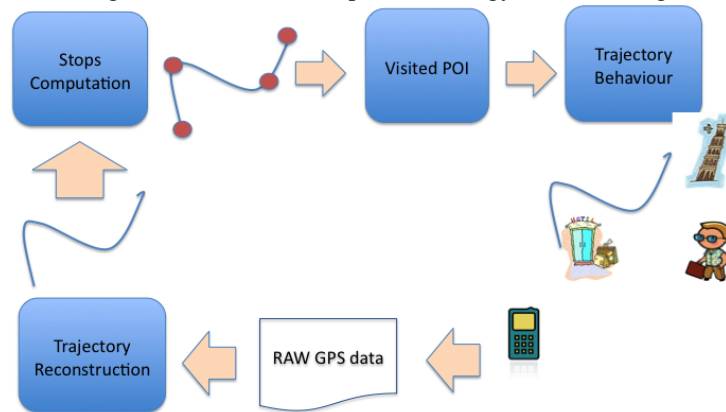 Stops
Computation
Visited POI
Trajectory
Behaviour
Trajectory
Reconstruction
RAW GPS data